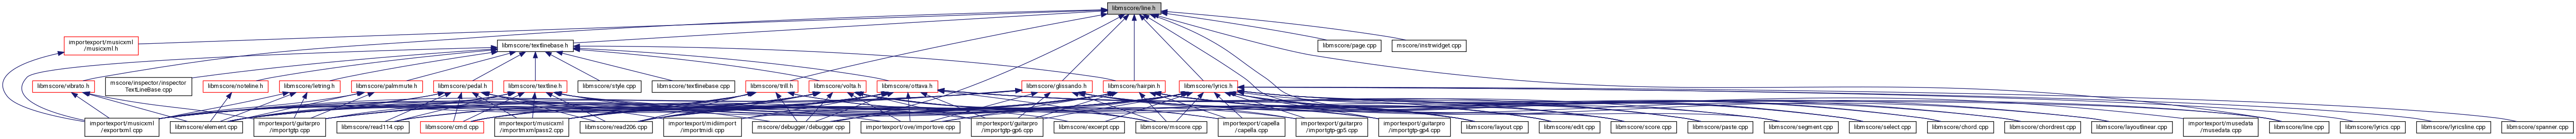 libmscore/line.h
importexport/musicxml
/musicxml.h
libmscore/textlinebase.h
libmscore/page.cpp
mscore/instrwidget.cpp
libmscore/vibrato.h
mscore/inspector/inspector
TextLineBase.cpp
libmscore/noteline.h
libmscore/letring.h
libmscore/palmmute.h
libmscore/pedal.h
libmscore/textline.h
libmscore/style.cpp
libmscore/textlinebase.cpp
libmscore/trill.h
libmscore/volta.h
libmscore/ottava.h
libmscore/glissando.h
libmscore/hairpin.h
libmscore/lyrics.h
importexport/musicxml
/exportxml.cpp
libmscore/element.cpp
importexport/guitarpro
/importgtp.cpp
libmscore/read114.cpp
libmscore/cmd.cpp
importexport/musicxml
/importmxmlpass2.cpp
libmscore/read206.cpp
importexport/midiimport
/importmidi.cpp
mscore/debugger/debugger.cpp
importexport/ove/importove.cpp
importexport/guitarpro
/importgtp-gp6.cpp
libmscore/excerpt.cpp
libmscore/mscore.cpp
importexport/capella
/capella.cpp
importexport/guitarpro
/importgtp-gp5.cpp
importexport/guitarpro
/importgtp-gp4.cpp
libmscore/layout.cpp
libmscore/edit.cpp
libmscore/score.cpp
libmscore/paste.cpp
libmscore/segment.cpp
libmscore/select.cpp
libmscore/chord.cpp
libmscore/chordrest.cpp
libmscore/layoutlinear.cpp
importexport/musedata
/musedata.cpp
libmscore/line.cpp
libmscore/lyrics.cpp
libmscore/lyricsline.cpp
libmscore/spanner.cpp